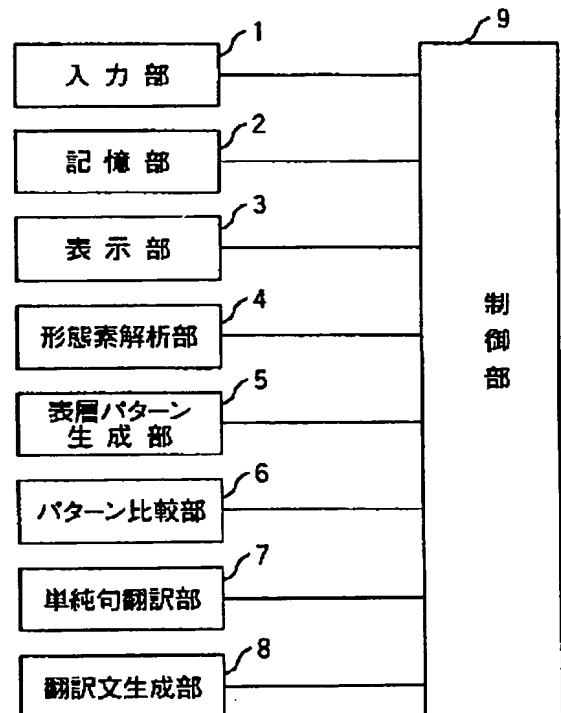 1
入力部
2
記憶部
3
表示部
4
形態素解析部
5
表層パターン
生成部
6
パターン比較部
7
単純句翻訳部
8
翻訳文生成部
9
制御部